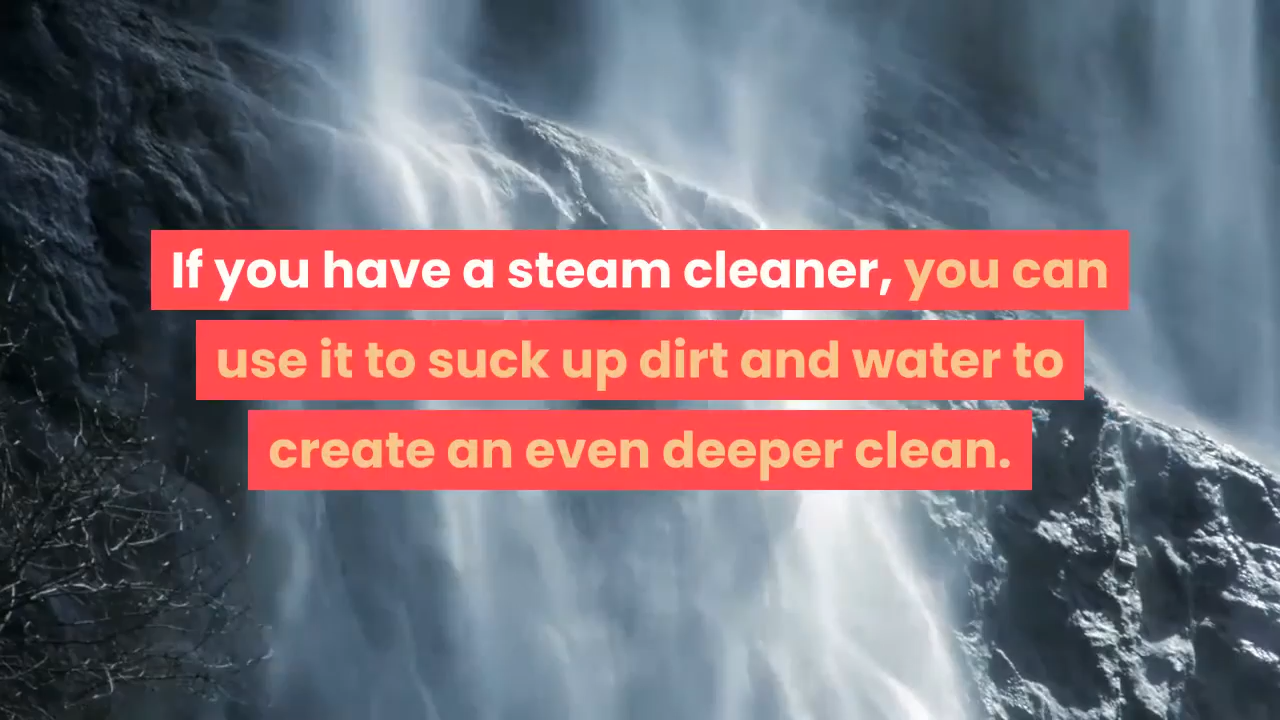 If you have a steam cleaner, you can
use it to suck up dirt and water to
create an even deeper clean.